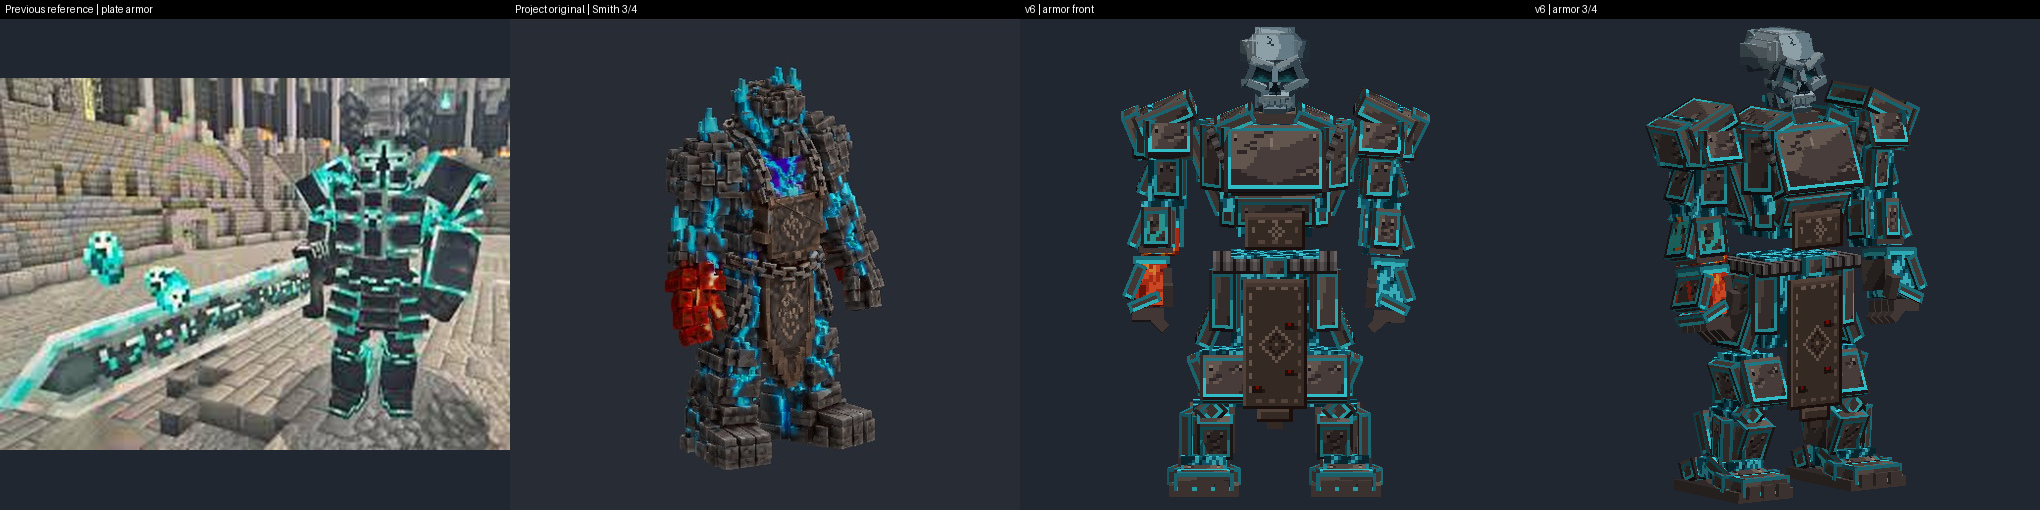 Previous reference | plate armor
Project original | Smith 3/4
v6 | armor front
v6 | armor 3/4